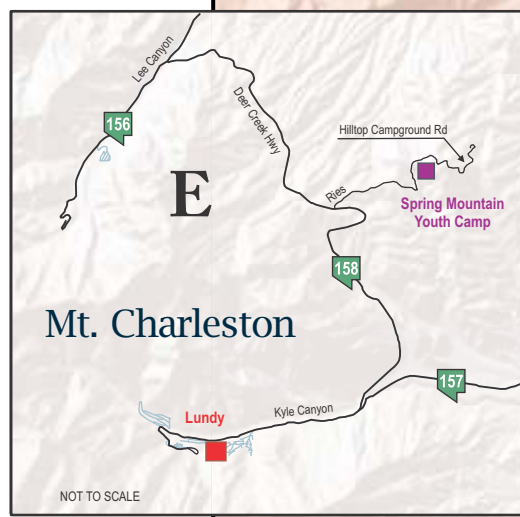 Lee Canyon
156
Deer Creek Hwy
Hilltop Campground Rd
E
Ries
Spring Mountain
Youth Camp
158
Mt. Charleston
157
Lundy
Kyle Canyon
NOT TO SCALE